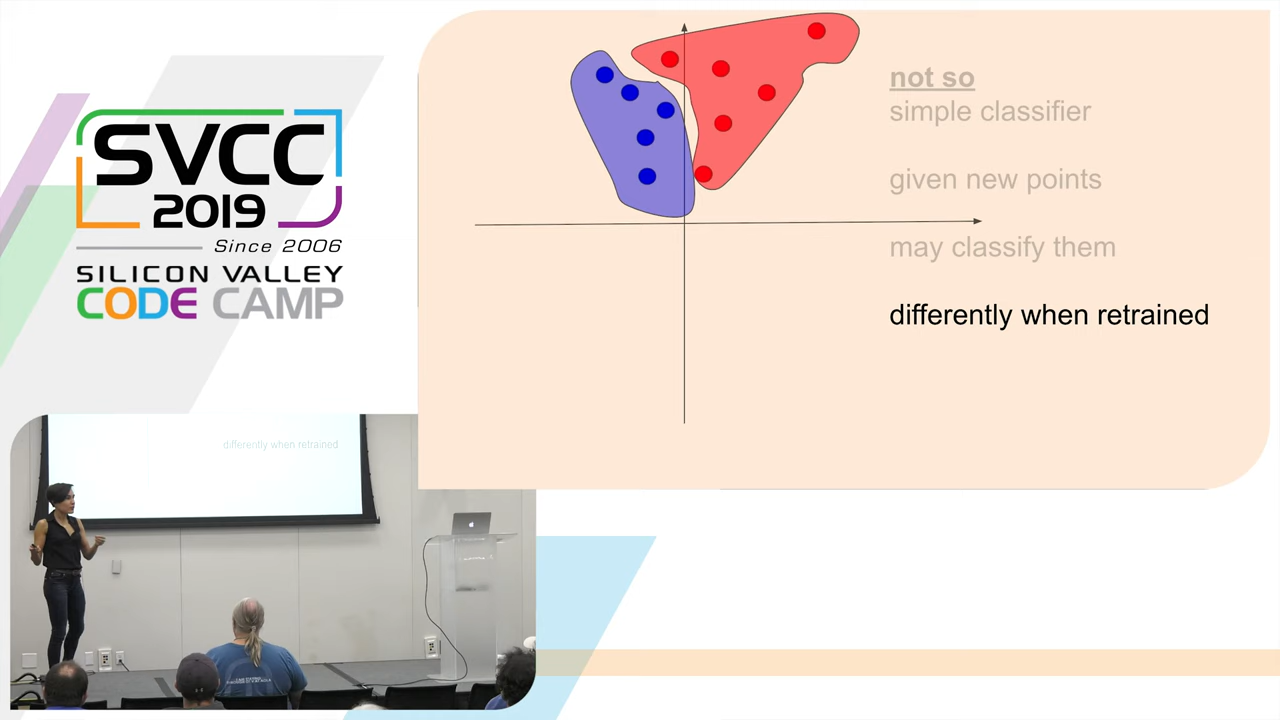 SVCC
2019
Since 2006
SILICON VALLEY
CODE CAMP
not so
simple classifier
given new points
may classify them
differently when retrained
differently when retrained